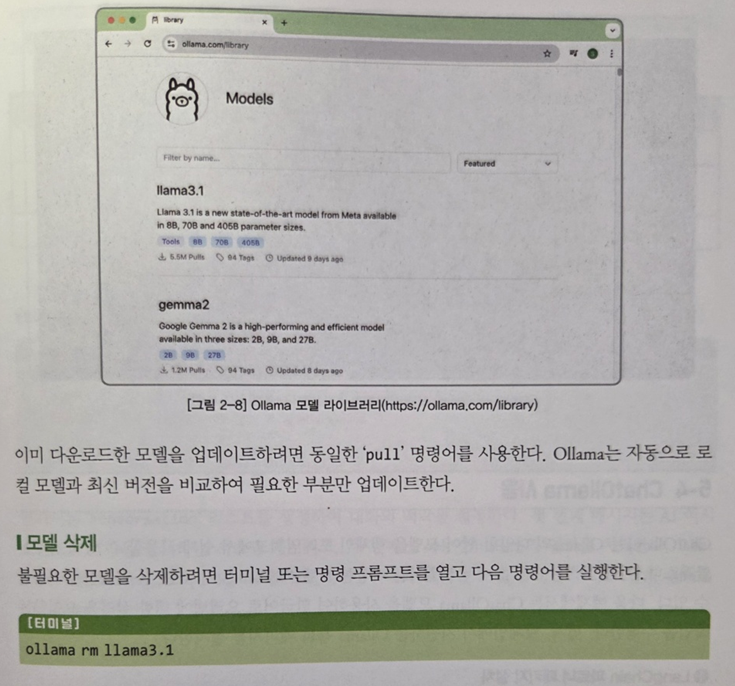 library
ollama.com/library
Models
Filter by name...
Featured
llama3.1
Llama 3.1 is a new state-of-the-art model from Meta available
in 8B, 70B and 405B parameter sizes.
Tools 8B 70B 405B
5.5M Pulls 94 Tags Updated 9 days ago
gemma2
Google Gemma 2 is a high-performing and efficient model
available in three sizes: 2B, 9B, and 27B.
2B 9B 27B
1.2M Pulls 94 Tags Updated 8 days ago
[그림 2-8] Ollama 모델 라이브러리(https://ollama.com/library)
이미 다운로드한 모델을 업데이트하려면 동일한 'pull' 명령어를 사용한다. Ollama는 자동으로 로
컬 모델과 최신 버전을 비교하여 필요한 부분만 업데이트한다.
모델 삭제
불필요한 모델을 삭제하려면 터미널 또는 명령 프롬프트를 열고 다음 명령어를 실행한다.
[터미널]
ollama rm llama3.1